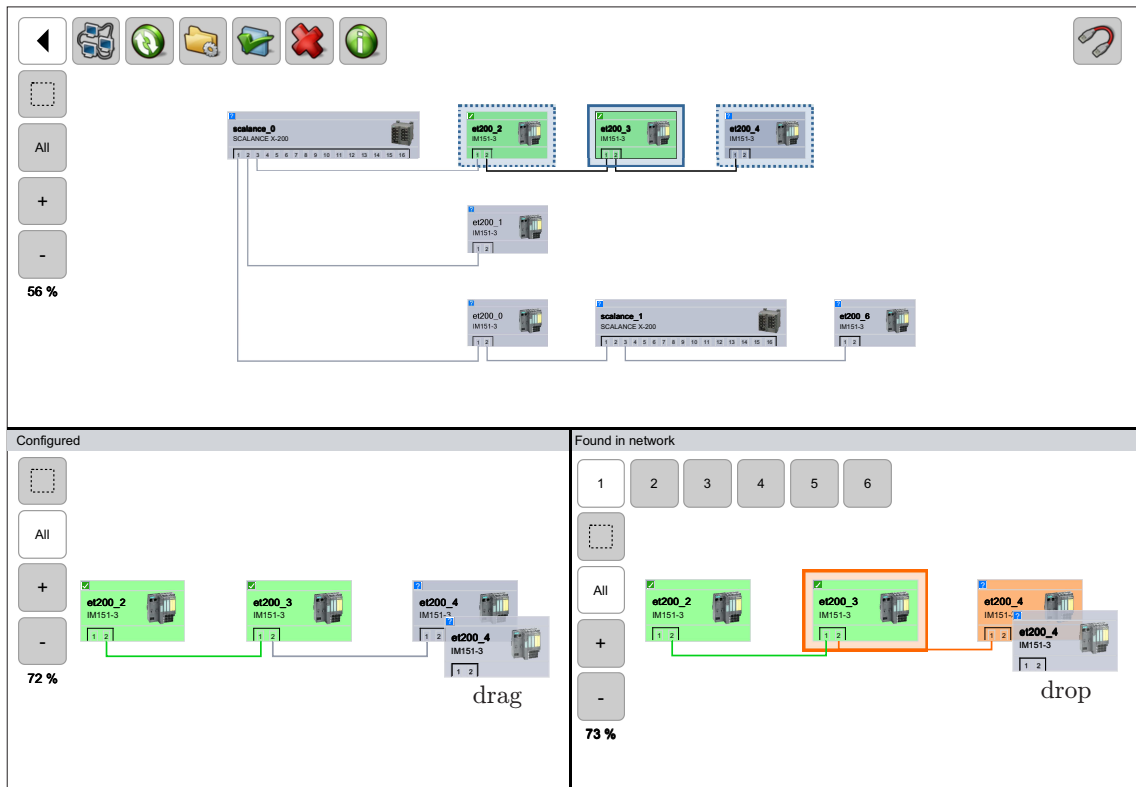 All
+
-
56 %
scalance_0
SCALANCE X-200
1 2 3 4 5 6 7 8 9 10 11 12 13 14 15 16
? 
et200_2
IM151-3
1 2
et200_3
IM151-3
1 2
?
et200_4
IM151-3
1 2
?
et200_1
IM151-3
1 2
?
et200_0
IM151-3
1 2
?
scalance_1
SCALANCE X-200
1 2 3 4 5 6 7 8 9 10 11 12 13 14 15 16
?
et200_6
IM151-3
1 2
Configured
All
+
-
72 %
et200_2
IM151-3
1 2
et200_3
IM151-3
1 2
?
et200_4
IM151-3
1 2
?
et200_4
IM151-3
1 2
drag
Found in network
1 2 3 4 5 6
All
+
-
73 %
et200_2
IM151-3
1 2
et200_3
IM151-3
1 2
?
et200_4
IM151-3
1 2
?
et200_4
IM151-3
1 2
drop